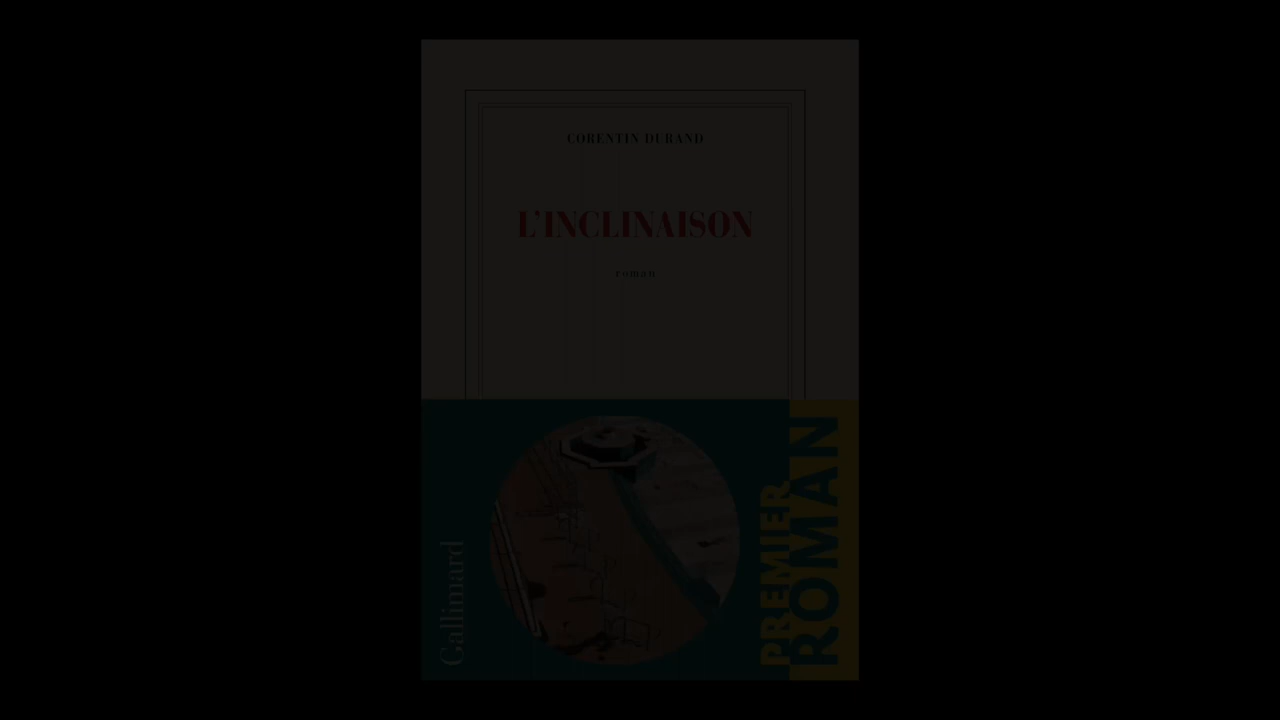 CORENTIN DURAND
L'INCLINAISON
roman
Gallimard
PREMIER
ROMAN